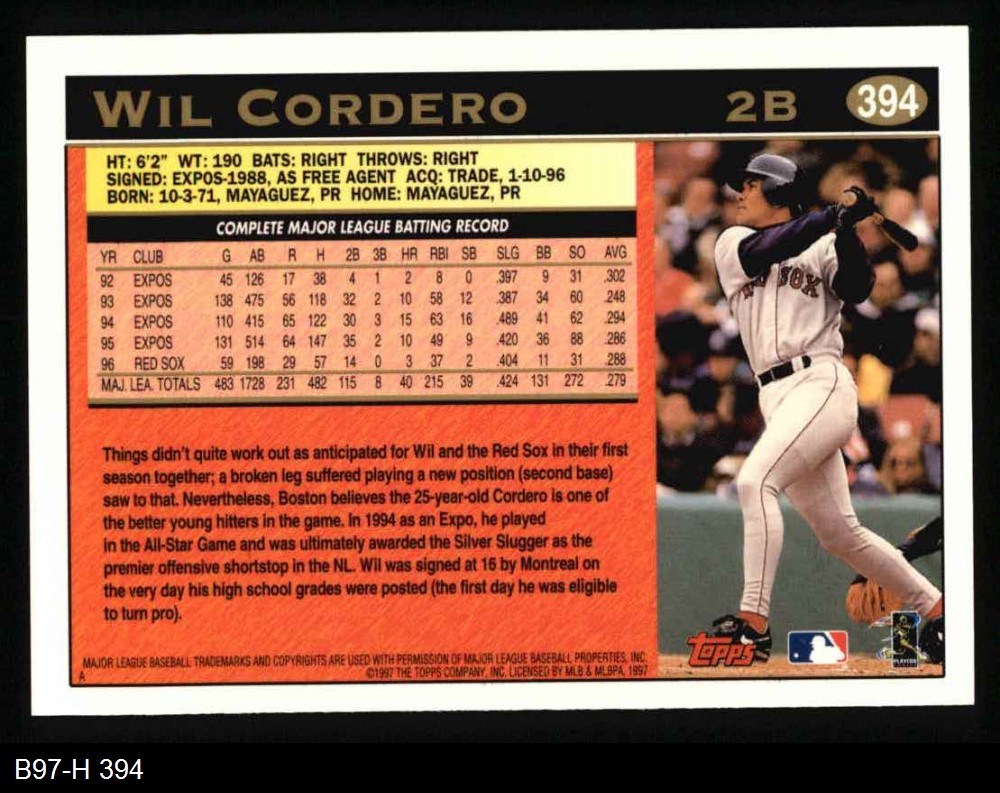 WIL CORDERO 2B 394
HT: 6'2" WT: 190 BATS: RIGHT THROWS: RIGHT
SIGNED: EXPOS-1988, AS FREE AGENT ACQ: TRADE, 1-10-96
BORN: 10-3-71, MAYAGUEZ, PR HOME: MAYAGUEZ, PR
COMPLETE MAJOR LEAGUE BATTING RECORD
YR CLUB G AB R H 2B 3B HR RBI SB SLG BB SO AVG
92 EXPOS 45 126 17 38 4 1 2 8 0 .397 9 31 .302
93 EXPOS 138 475 56 118 32 2 10 58 12 .387 34 60 .248
94 EXPOS 110 415 65 122 30 3 15 63 16 .489 41 62 .294
95 EXPOS 131 514 64 147 35 2 10 49 9 .420 36 88 .286
96 RED SOX 59 198 29 57 14 0 3 37 2 .404 11 31 .288
MAJ. LEA. TOTALS 483 1728 231 482 115 8 40 215 39 .424 131 272 .279
Things didn't quite work out as anticipated for Wil and the Red Sox in their first
season together; a broken leg suffered playing a new position (second base)
saw to that. Nevertheless, Boston believes the 25-year-old Cordero is one of
the better young hitters in the game. In 1994 as an Expo, he played
in the All-Star Game and was ultimately awarded the Silver Slugger as the
premier offensive shortstop in the NL. Wil was signed at 16 by Montreal on
the very day his high school grades were posted (the first day he was eligible
to turn pro).
MAJOR LEAGUE BASEBALL TRADEMARKS AND COPYRIGHTS ARE USED WITH PERMISSION OF MAJOR LEAGUE BASEBALL PROPERTIES, INC.
A ©1997 THE TOPPS COMPANY, INC. LICENSED BY MLB & MLBPA, 1997
SOX
topps
PLAYERS
B97-H 394